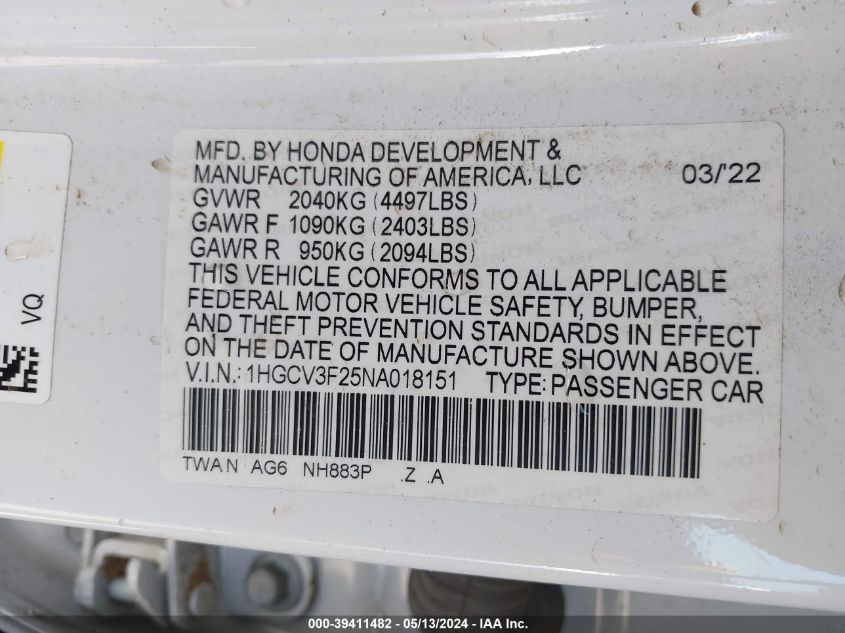 MFD. BY HONDA DEVELOPMENT &
MANUFACTURING OF AMERICA, LLC 03/'22
GVWR 2040KG (4497LBS)
GAWR F 1090KG (2403LBS)
GAWR R 950KG (2094LBS)
THIS VEHICLE CONFORMS TO ALL APPLICABLE
FEDERAL MOTOR VEHICLE SAFETY, BUMPER,
AND THEFT PREVENTION STANDARDS IN EFFECT
ON THE DATE OF MANUFACTURE SHOWN ABOVE.
V.I.N.: 1HGCV3F25NA018151 TYPE: PASSENGER CAR
TWA N AG6 NH883P .Z .A
VQ
000-39411482 - 05/13/2024 - IAA Inc.